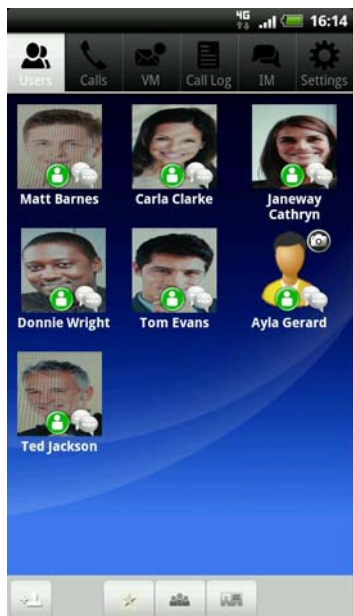 4G 16:14
Users Calls VM Call Log IM Settings
Matt Barnes Carla Clarke Janeway
Cathryn
Donnie Wright Tom Evans Ayla Gerard
Ted Jackson